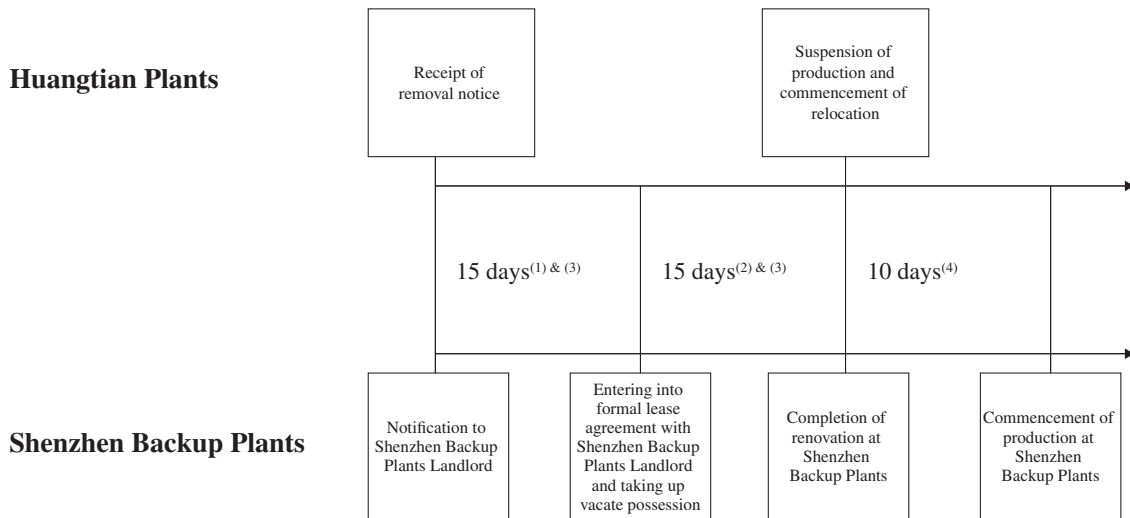 Huangtian Plants
Receipt of
removal notice
Suspension of
production and
commencement of
relocation
15 days(1) & (3)
15 days(2) & (3)
10 days(4)
Shenzhen Backup Plants
Notification to
Shenzhen Backup
Plants Landlord
Entering into
formal lease
agreement with
Shenzhen Backup
Plants Landlord
and taking up
vacate possession
Completion of
renovation at
Shenzhen
Backup Plants
Commencement of
production at
Shenzhen
Backup Plants